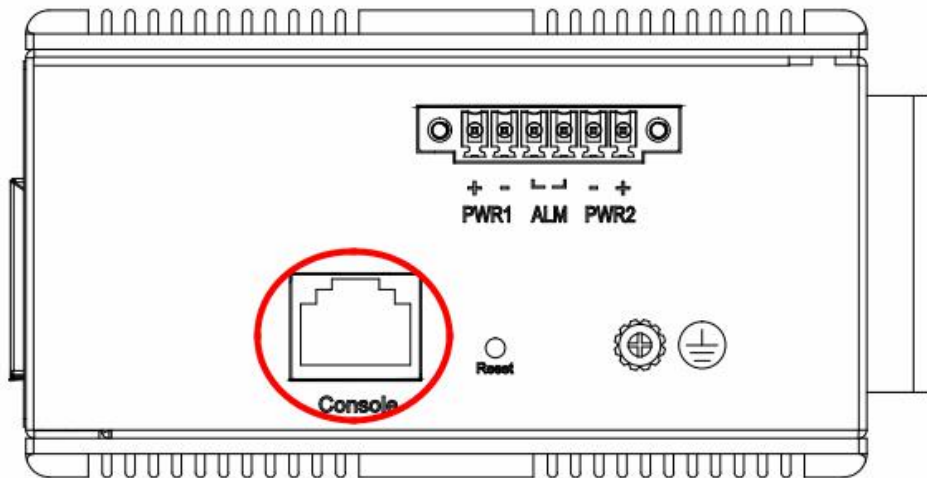 + - - +
PWR1 ALM PWR2
Reset
Console